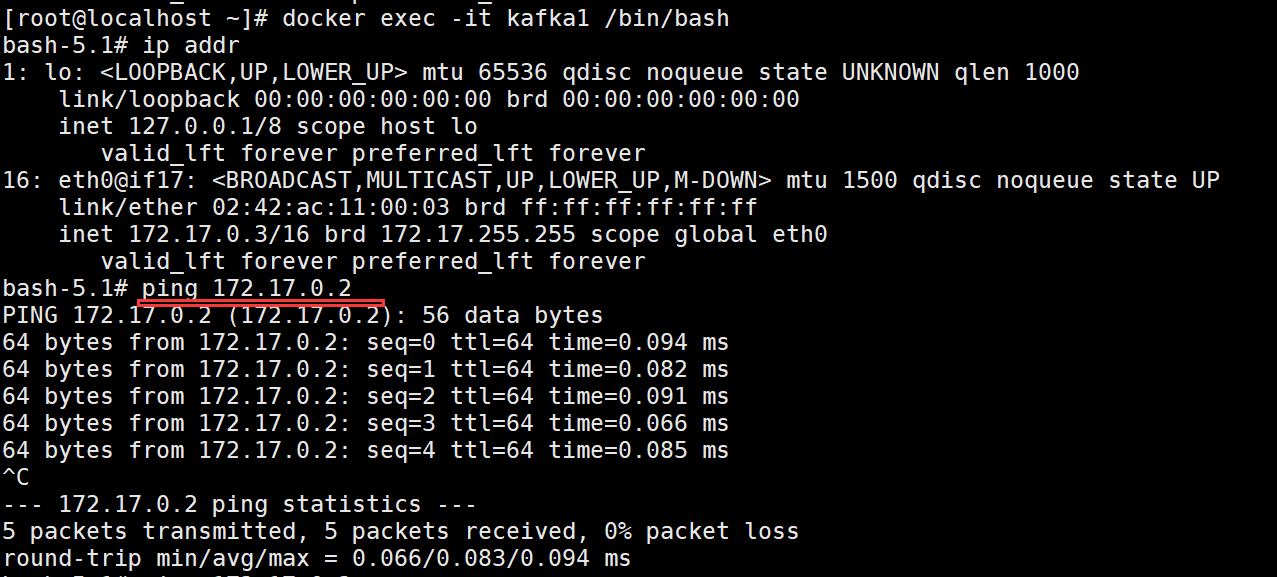 [root@localhost ~]# docker exec -it kafka1 /bin/bash
bash-5.1# ip addr
1: lo: <LOOPBACK,UP,LOWER_UP> mtu 65536 qdisc noqueue state UNKNOWN qlen 1000
    link/loopback 00:00:00:00:00:00 brd 00:00:00:00:00:00
    inet 127.0.0.1/8 scope host lo
       valid_lft forever preferred_lft forever
16: eth0@if17: <BROADCAST,MULTICAST,UP,LOWER_UP,M-DOWN> mtu 1500 qdisc noqueue state UP
    link/ether 02:42:ac:11:00:03 brd ff:ff:ff:ff:ff:ff
    inet 172.17.0.3/16 brd 172.17.255.255 scope global eth0
       valid_lft forever preferred_lft forever
bash-5.1# ping 172.17.0.2
PING 172.17.0.2 (172.17.0.2): 56 data bytes
64 bytes from 172.17.0.2: seq=0 ttl=64 time=0.094 ms
64 bytes from 172.17.0.2: seq=1 ttl=64 time=0.082 ms
64 bytes from 172.17.0.2: seq=2 ttl=64 time=0.091 ms
64 bytes from 172.17.0.2: seq=3 ttl=64 time=0.066 ms
64 bytes from 172.17.0.2: seq=4 ttl=64 time=0.085 ms
^C
--- 172.17.0.2 ping statistics ---
5 packets transmitted, 5 packets received, 0% packet loss
round-trip min/avg/max = 0.066/0.083/0.094 ms